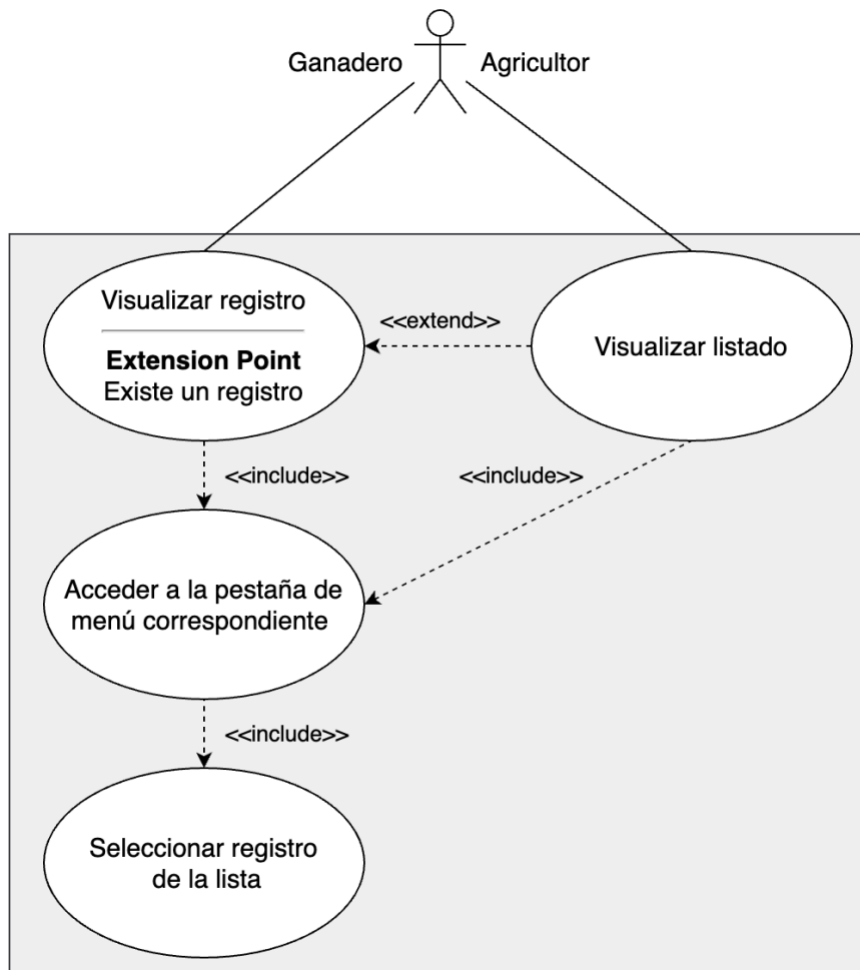 Ganadero
Agricultor
Visualizar registro
Extension Point
Existe un registro
<<extend>>
Visualizar listado
<<include>>
<<include>>
Acceder a la pestaña de
menú correspondiente
<<include>>
Seleccionar registro
de la lista